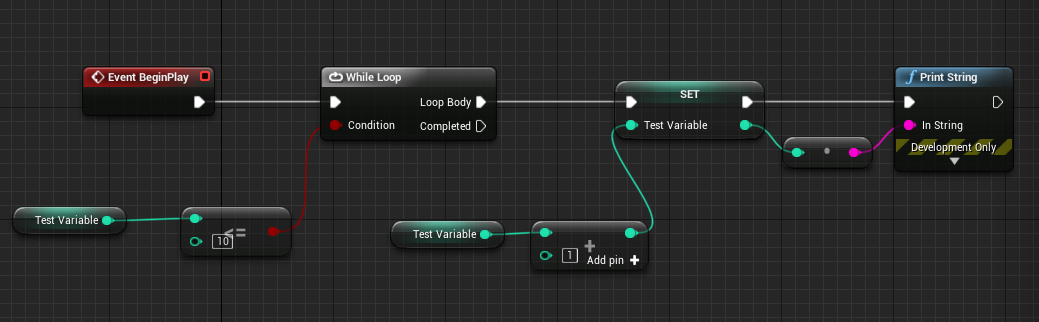 Event BeginPlay
While Loop
Loop Body
Condition
Completed
SET
Test Variable
Print String
In String
Development Only
Test Variable
<=
10
Test Variable
+
1
Add pin +